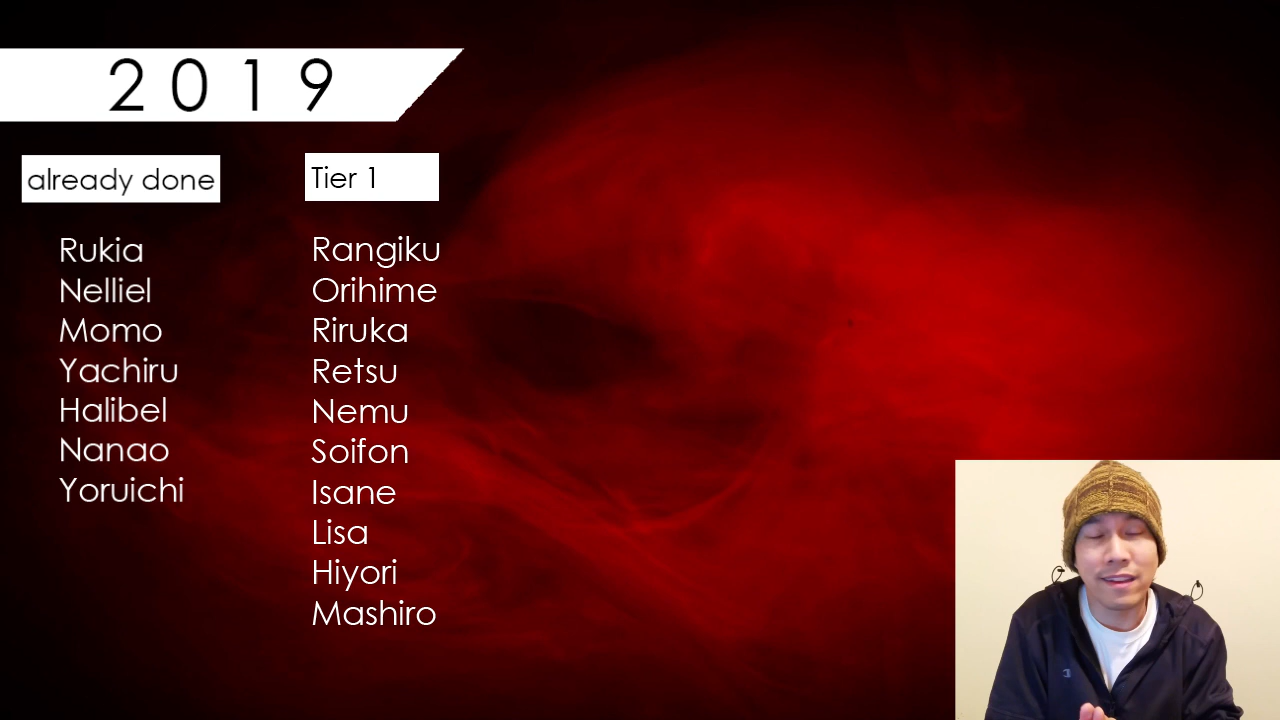 2019
already done
Rukia
Nelliel
Momo
Yachiru
Halibel
Nanao
Yoruichi
Tier 1
Rangiku
Orihime
Riruka
Retsu
Nemu
Soifon
Isane
Lisa
Hiyori
Mashiro